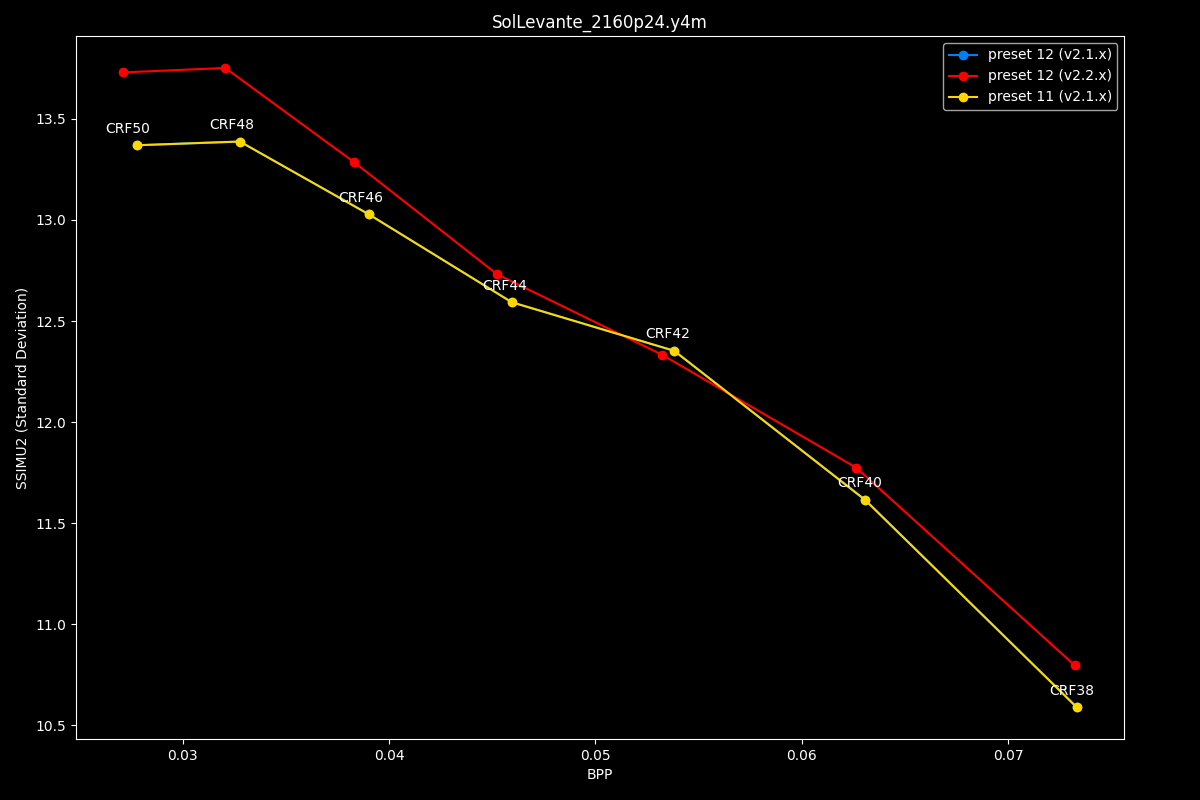 SolLevante_2160p24.y4m
preset 12 (v2.1.x)
preset 12 (v2.2.x)
preset 11 (v2.1.x)
CRF50
CRF48
CRF46
CRF44
CRF42
CRF40
CRF38
SSIMU2 (Standard Deviation)
13.5
13.0
12.5
12.0
11.5
11.0
10.5
0.03
0.04
0.05
0.06
0.07
BPP